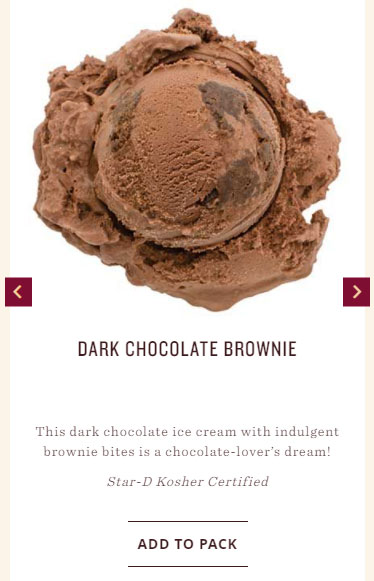 DARK CHOCOLATE BROWNIE
This dark chocolate ice cream with indulgent
brownie bites is a chocolate-lover's dream!
Star-D Kosher Certified
ADD TO PACK